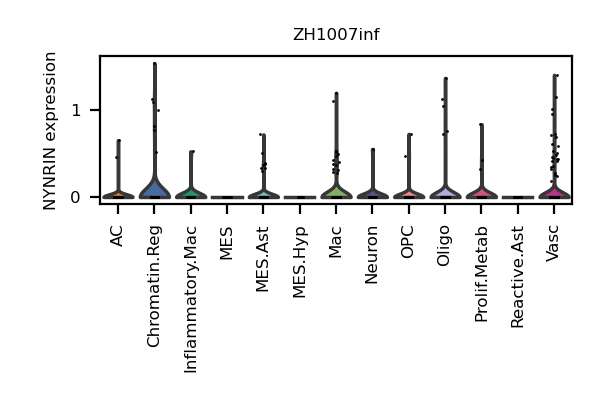 ZH1007inf
NYNRIN expression
1
0
AC
Chromatin.Reg
Inflammatory.Mac
MES
MES.Ast
MES.Hyp
Mac
Neuron
OPC
Oligo
Prolif.Metab
Reactive.Ast
Vasc